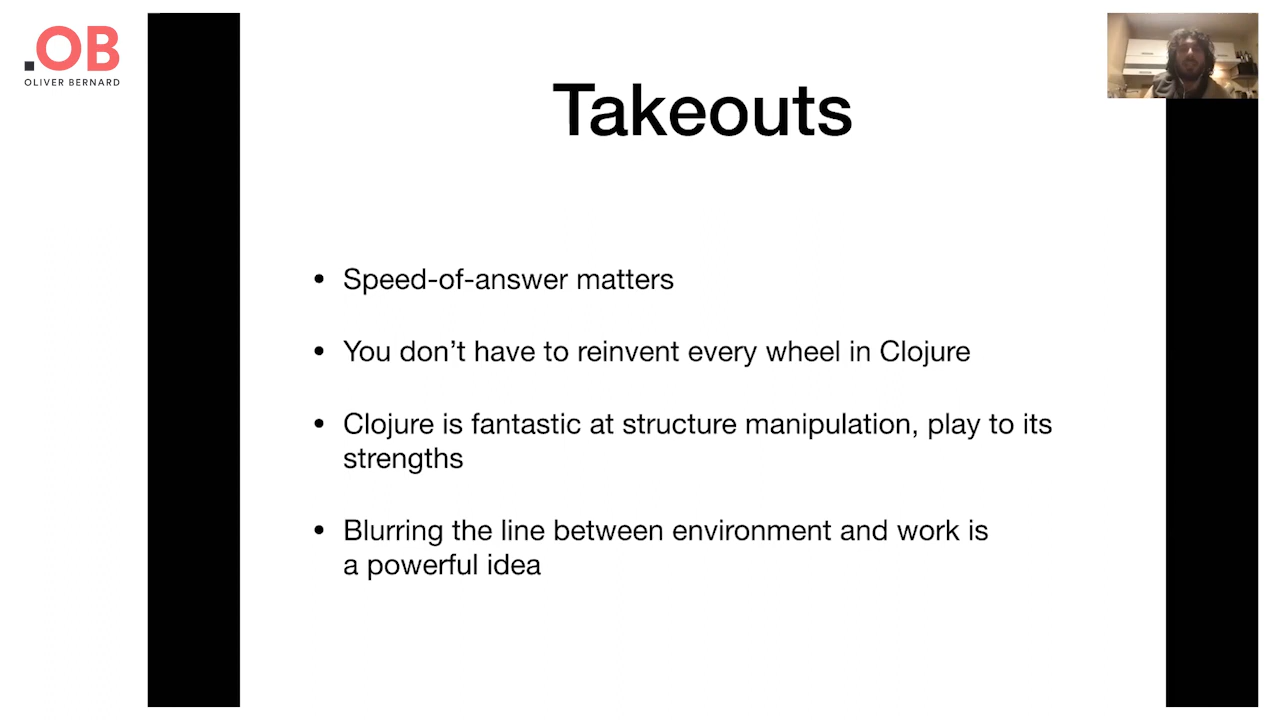 .OB
OLIVER BERNARD
Takeouts
• Speed-of-answer matters
• You don’t have to reinvent every wheel in Clojure
• Clojure is fantastic at structure manipulation, play to its
strengths
• Blurring the line between environment and work is
a powerful idea